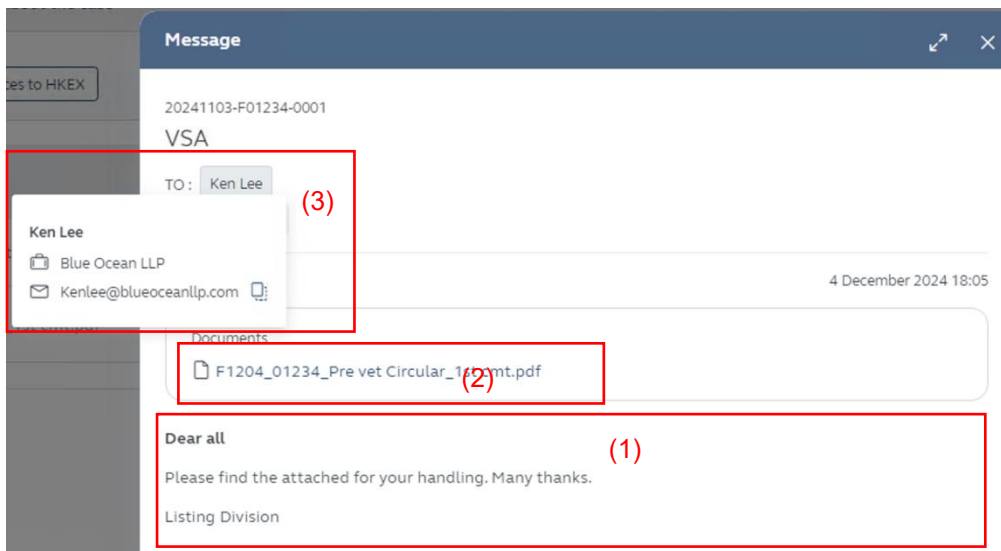 Message
ces to HKEX
20241103-F01234-0001
VSA
TO : Ken Lee
(3)
Ken Lee
Blue Ocean LLP
Kenlee@blueoceanllp.com
4 December 2024 18:05
Documents
F1204_01234_Pre vet Circular_1st cmt.pdf
(2)
Dear all
(1)
Please find the attached for your handling. Many thanks.
Listing Division